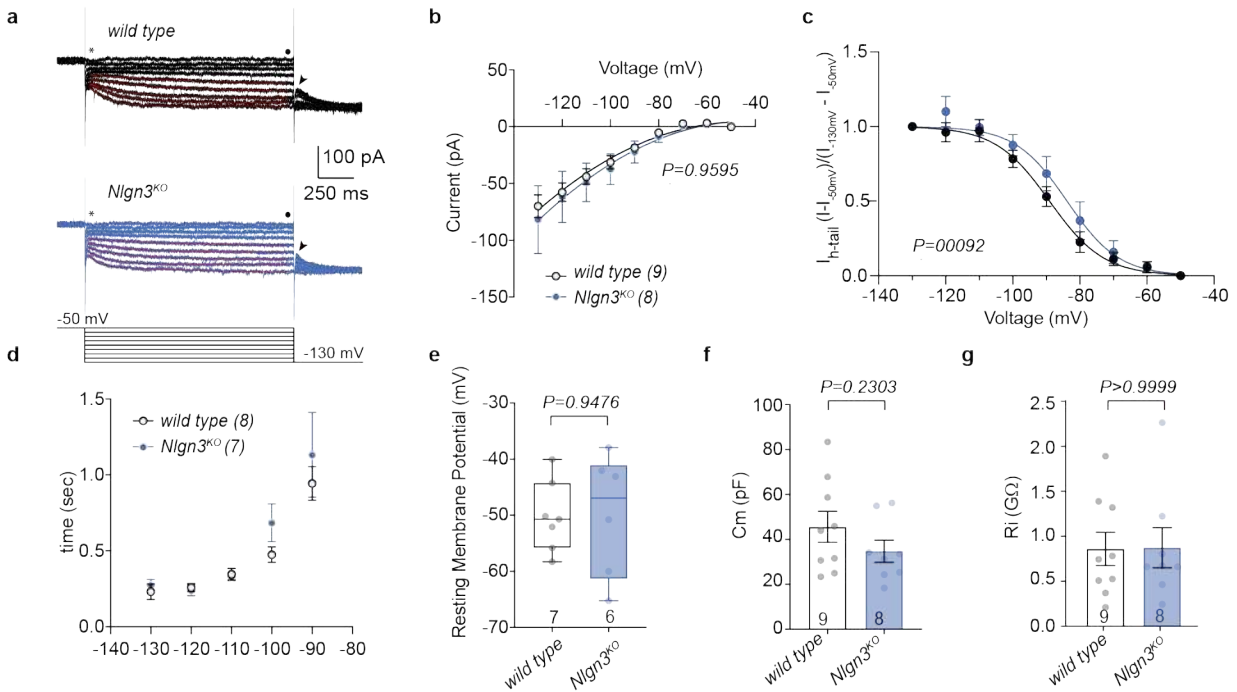 a
wild type
*
100 pA
250 ms
Nlgn3KO
*
-50 mV
-130 mV
b
Voltage (mV)
-120 -100 -80 -60 -40
50
0
-50
-100
-150
Current (pA)
P=0.9595
wild type (9)
Nlgn3KO (8)
c
1.5
1.0
0.5
0.0
Ih-tail (I-I-50mV)/(I-130mV - I-50mV)
P=00092
-140 -120 -100 -80 -60 -40
Voltage (mV)
d
1.5
1.0
0.5
0.0
time (sec)
wild type (8)
Nlgn3KO (7)
-140 -130 -120 -110 -100 -90 -80
e
-30
-40
-50
-60
-70
Resting Membrane Potential (mV)
P=0.9476
7 6
wild type Nlgn3KO
f
P=0.2303
100
80
60
40
20
0
Cm (pF)
9 8
wild type Nlgn3KO
g
P>0.9999
2.5
2.0
1.5
1.0
0.5
0.0
Ri (GΩ)
9 8
wild type Nlgn3KO